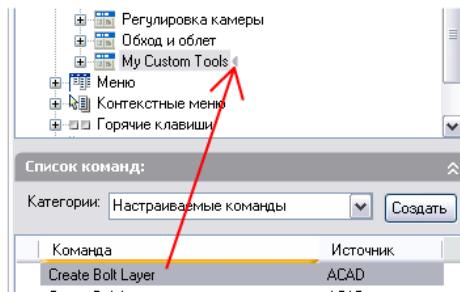 Регулировка камеры
Обход и облет
My Custom Tools
Меню
Контекстные меню
Горячие клавиши
Список команд:
Категории: Настраиваемые команды Создать
Команда Источник
Create Bolt Layer ACAD